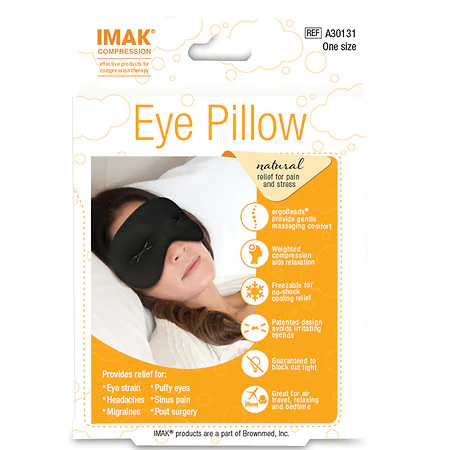 IMAK®
COMPRESSION
effective products for
compression therapy
REF A30131
One size
Eye Pillow
natural
relief for pain
and stress
ergoBeads®
provide gentle
massaging comfort
Weighted
compression
aids relaxation
Freezable for
no-shock
cooling relief
Patented design
avoids irritating
eyelids
Guaranteed to
block out light
Great for air
travel, relaxing
and bedtime
Provides relief for:
• Eye strain • Puffy eyes
• Headaches • Sinus pain
• Migraines • Post surgery
IMAK® products are a part of Brownmed, Inc.